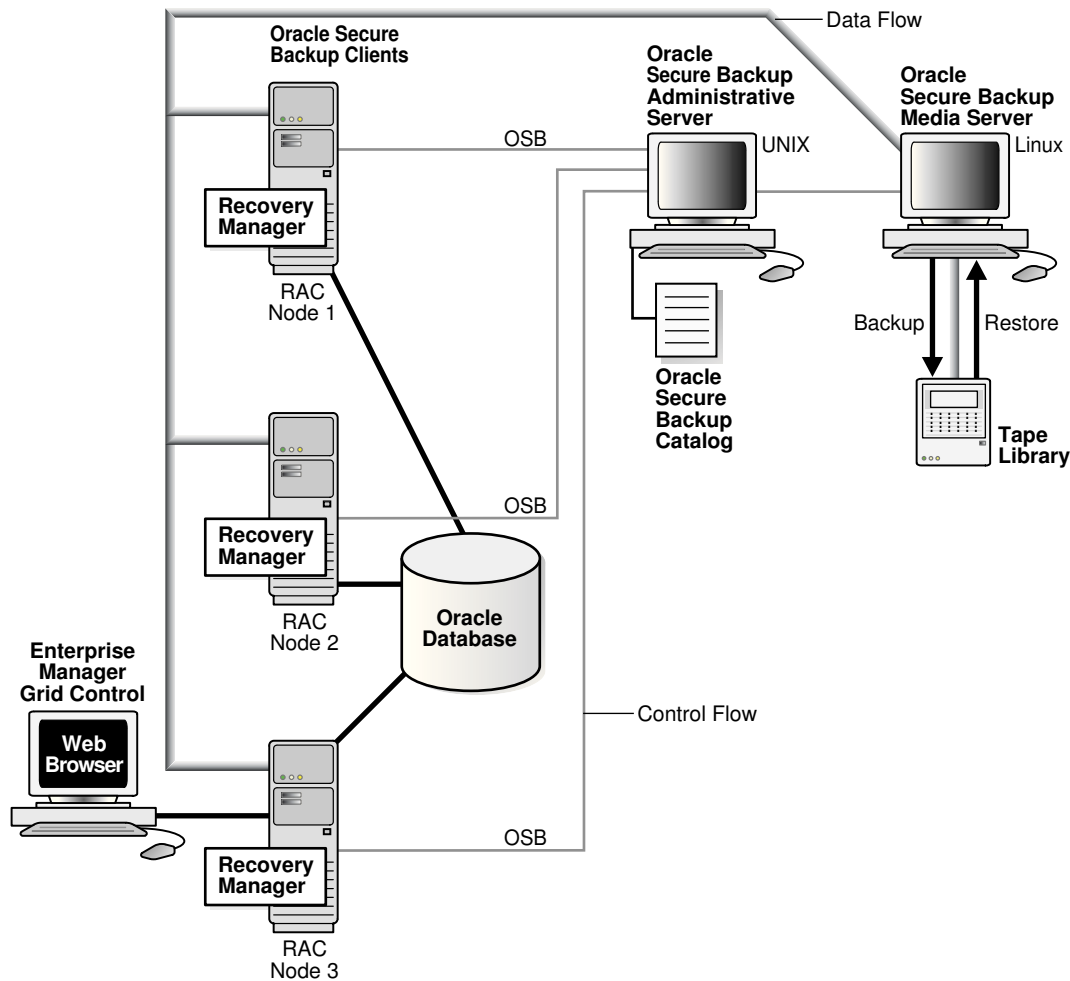 Data Flow
Oracle Secure
Backup Clients
Oracle
Secure Backup
Administrative
Server
Oracle
Secure Backup
Media Server
OSB
UNIX
Linux
Recovery
Manager
RAC
Node 1
Backup
Restore
Oracle
Secure
Backup
Catalog
Tape
Library
OSB
Recovery
Manager
RAC
Node 2
Oracle
Database
Enterprise
Manager
Grid Control
Web
Browser
Control Flow
OSB
Recovery
Manager
RAC
Node 3